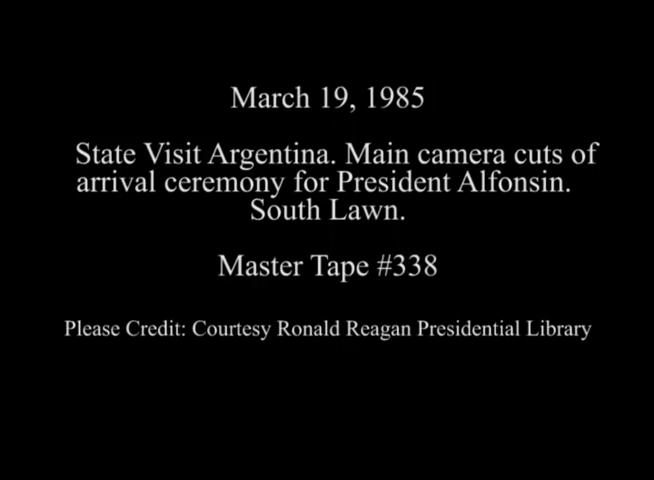 March 19, 1985
State Visit Argentina. Main camera cuts of
arrival ceremony for President Alfonsin.
South Lawn.
Master Tape #338
Please Credit: Courtesy Ronald Reagan Presidential Library